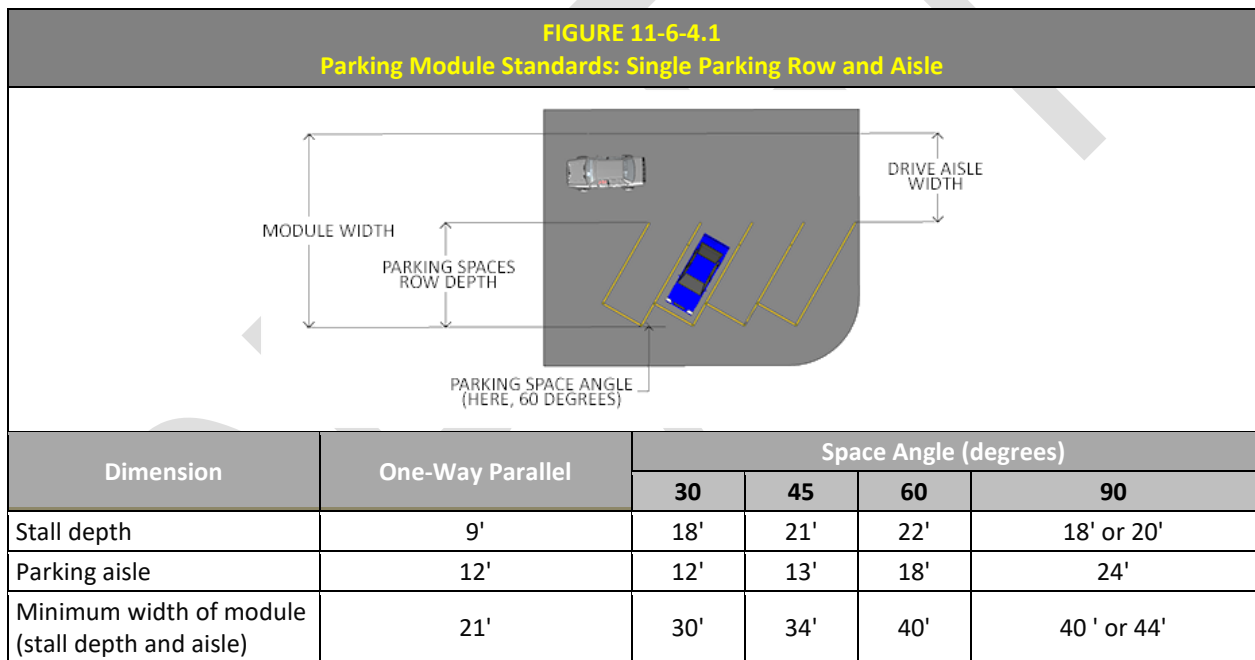 FIGURE 11-6-4.1
Parking Module Standards: Single Parking Row and Aisle
DRIVE AISLE
WIDTH
MODULE WIDTH
PARKING SPACES
ROW DEPTH
PARKING SPACE ANGLE
(HERE, 60 DEGREES)
Dimension One-Way Parallel Space Angle (degrees)
30 45 60 90
Stall depth 9' 18' 21' 22' 18' or 20'
Parking aisle 12' 12' 13' 18' 24'
Minimum width of module
(stall depth and aisle) 21' 30' 34' 40' 40 ' or 44'